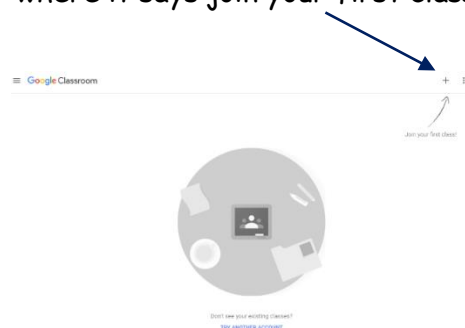 where it says join your first clas
Google Classroom
Join your first class!
Don't see your existing classes?
TRY ANOTHER ACCOUNT